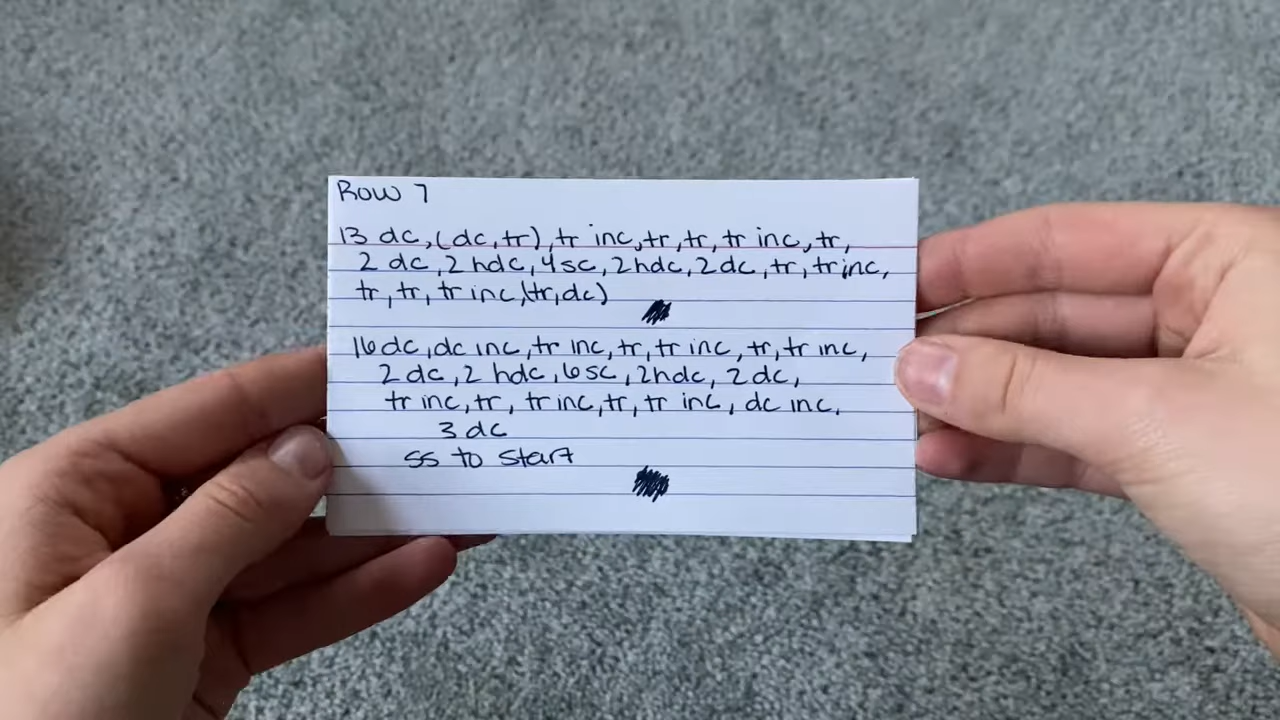 Row 7
13 dc, (dc, tr), tr inc, tr, tr, tr inc, tr,
2 dc, 2 hdc, 4 sc, 2 hdc, 2 dc, tr, tr inc,
tr, tr, tr inc, (tr, dc)
16 dc, dc inc, tr inc, tr, tr inc, tr, tr inc,
2 dc, 2 hdc, 6 sc, 2 hdc, 2 dc,
tr inc, tr, tr inc, tr, tr inc, dc inc,
3 dc
ss to start